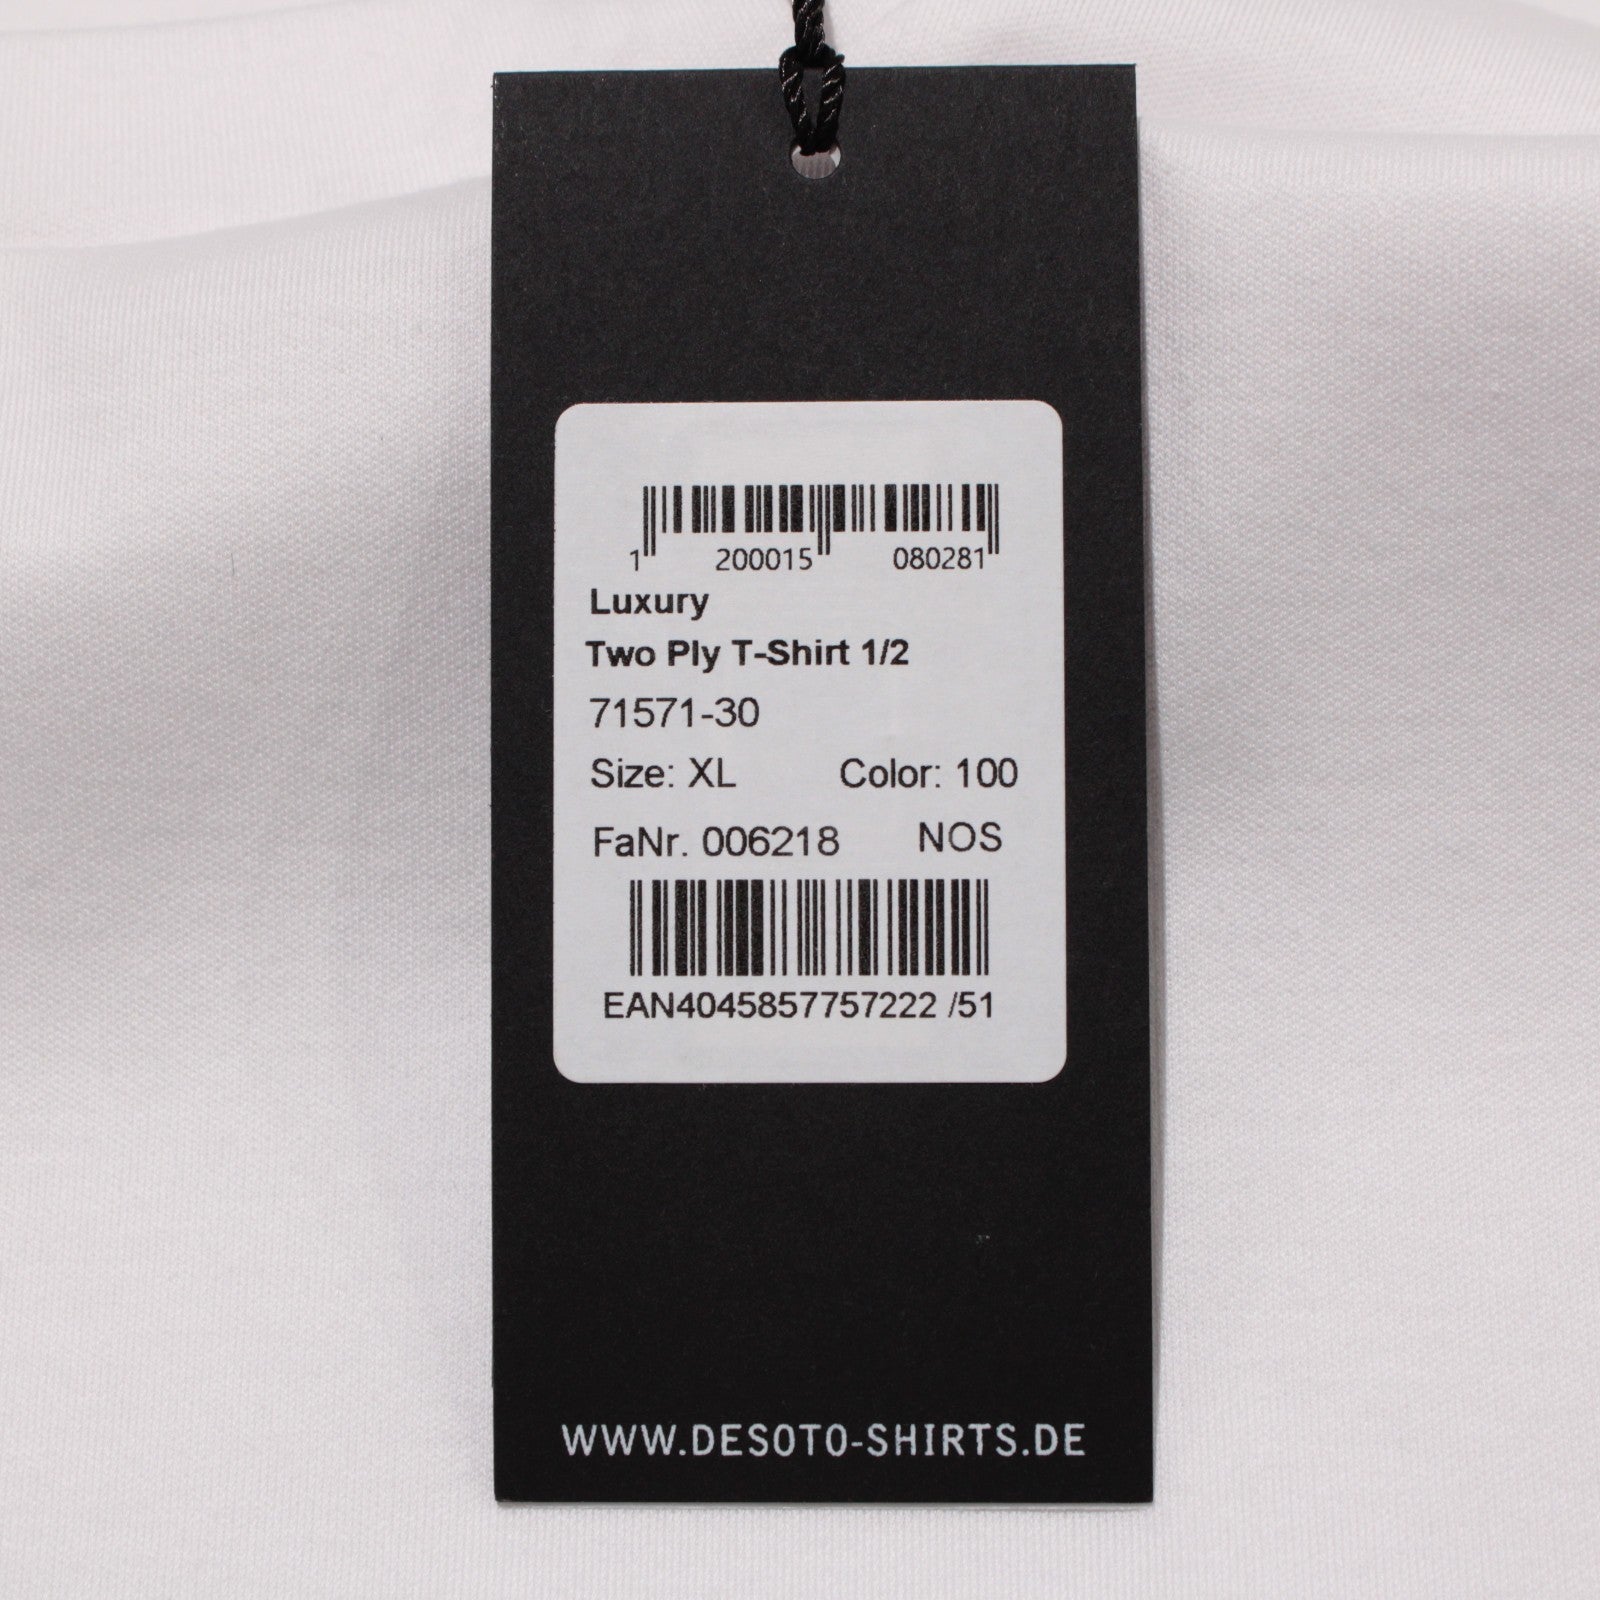 1 200015 080281
Luxury
Two Ply T-Shirt 1/2
71571-30
Size: XL Color: 100
FaNr. 006218 NOS
EAN4045857757222 /51
WWW.DESOTO-SHIRTS.DE